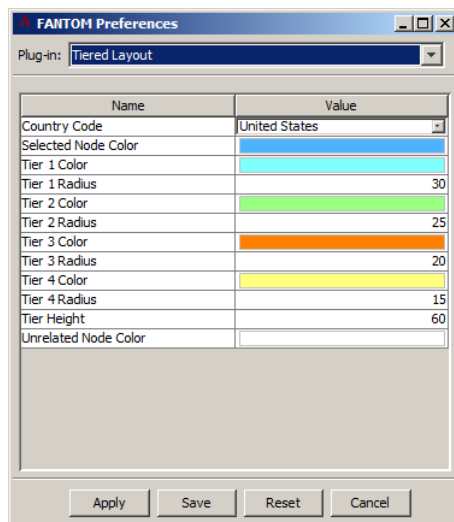 FANTOM Preferences
Plug-in: Tiered Layout
Name Value
Country Code United States
Selected Node Color
Tier 1 Color
Tier 1 Radius 30
Tier 2 Color
Tier 2 Radius 25
Tier 3 Color
Tier 3 Radius 20
Tier 4 Color
Tier 4 Radius 15
Tier Height 60
Unrelated Node Color
Apply Save Reset Cancel